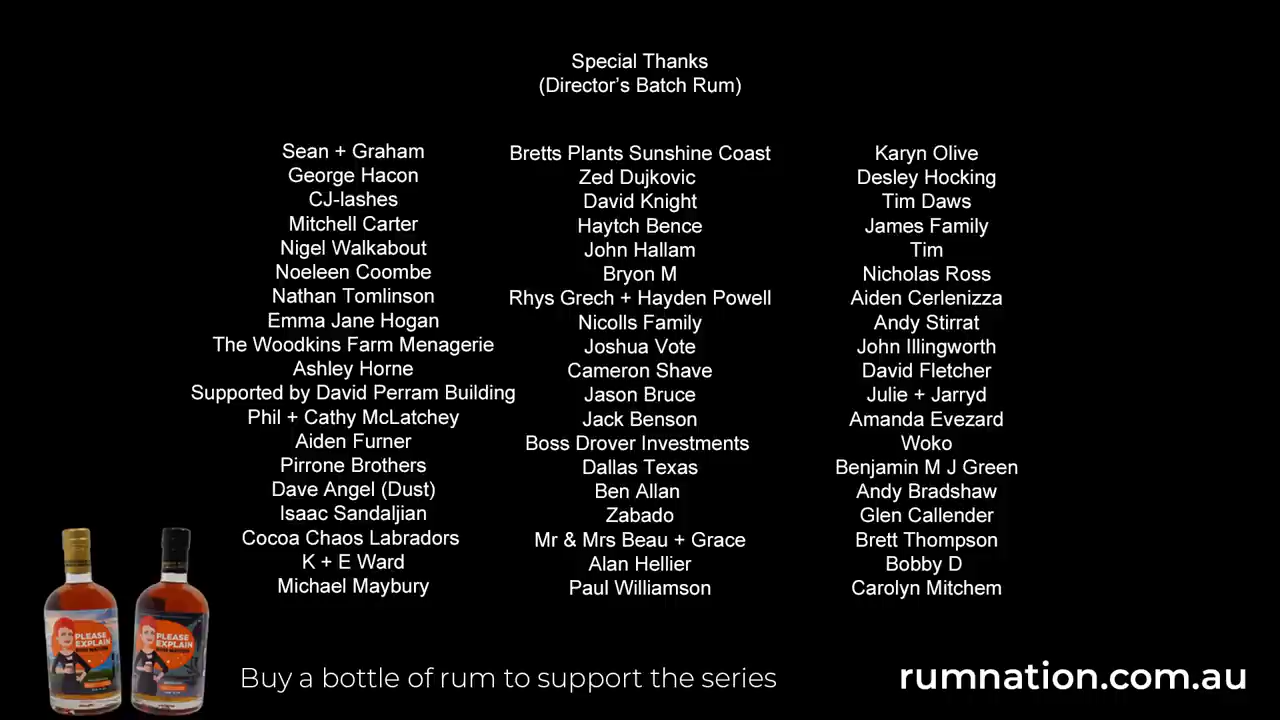 Special Thanks
(Director's Batch Rum)
Sean + Graham
George Hacon
CJ-lashes
Mitchell Carter
Nigel Walkabout
Noeleen Coombe
Nathan Tomlinson
Emma Jane Hogan
The Woodkins Farm Menagerie
Ashley Horne
Supported by David Perram Building
Phil + Cathy McLatchey
Aiden Furner
Pirrone Brothers
Dave Angel (Dust)
Isaac Sandaljian
Cocoa Chaos Labradors
K + E Ward
Michael Maybury
Bretts Plants Sunshine Coast
Zed Dujkovic
David Knight
Haytch Bence
John Hallam
Bryon M
Rhys Grech + Hayden Powell
Nicolls Family
Joshua Vote
Cameron Shave
Jason Bruce
Jack Benson
Boss Drover Investments
Dallas Texas
Ben Allan
Zabado
Mr & Mrs Beau + Grace
Alan Hellier
Paul Williamson
Karyn Olive
Desley Hocking
Tim Daws
James Family
Tim
Nicholas Ross
Aiden Cerlenizza
Andy Stirrat
John Illingworth
David Fletcher
Julie + Jarryd
Amanda Evezard
Woko
Benjamin M J Green
Andy Bradshaw
Glen Callender
Brett Thompson
Bobby D
Carolyn Mitchem
PLEASE
EXPLAIN
PLEASE
EXPLAIN
Buy a bottle of rum to support the series
rumnation.com.au